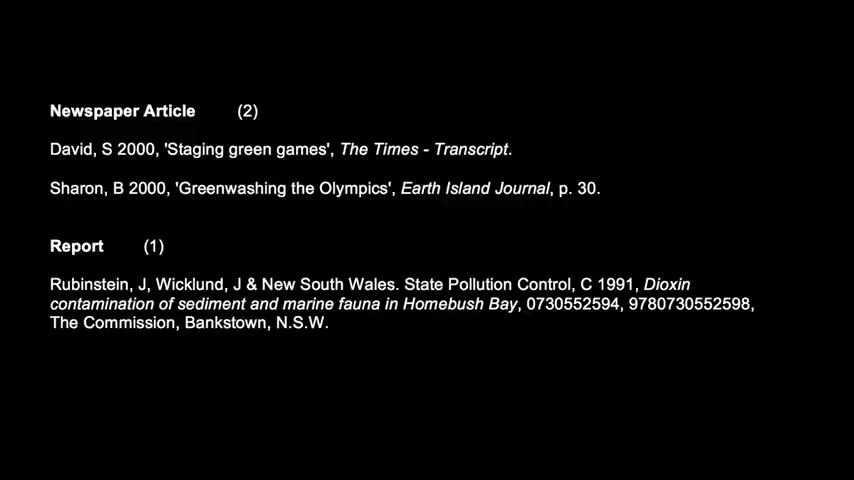 Newspaper Article (2)
David, S 2000, 'Staging green games', The Times - Transcript.
Sharon, B 2000, 'Greenwashing the Olympics', Earth Island Journal, p. 30.
Report (1)
Rubinstein, J, Wicklund, J & New South Wales. State Pollution Control, C 1991, Dioxin
contamination of sediment and marine fauna in Homebush Bay, 0730552594, 9780730552598,
The Commission, Bankstown, N.S.W.